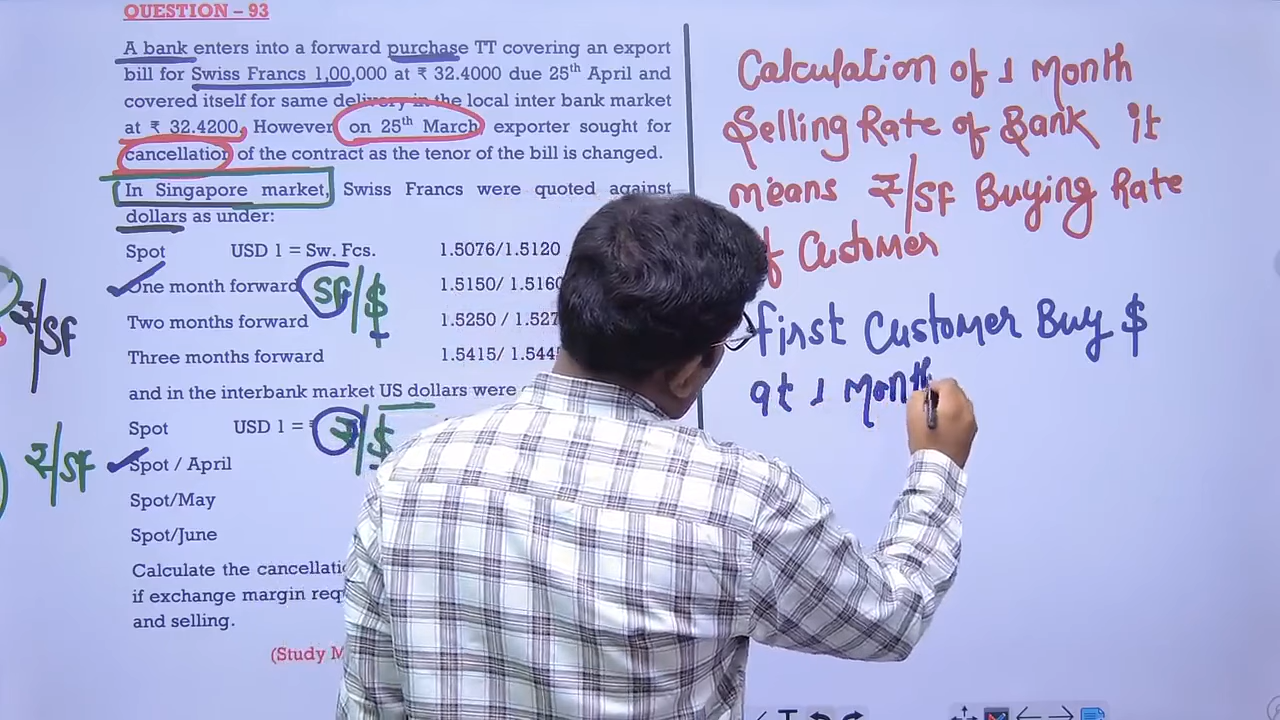 QUESTION – 93
A bank enters into a forward purchase TT covering an export
bill for Swiss Francs 1,00,000 at ₹ 32.4000 due 25th April and
covered itself for same delivery in the local inter bank market
at ₹ 32.4200. However on 25th March exporter sought for
cancellation of the contract as the tenor of the bill is changed.
In Singapore market, Swiss Francs were quoted against
dollars as under:
Spot USD 1 = Sw. Fcs. 1.5076/1.5120
One month forward SF/$ 1.5150/ 1.5160
Two months forward 1.5250 / 1.527
Three months forward 1.5415/ 1.544
and in the interbank market US dollars were
Spot USD 1 = ₹/$
Spot / April
Spot/May
Spot/June
Calculate the cancellati
if exchange margin req
and selling.
(Study M
₹/SF
₹/SF
Calculation of 1 Month
Selling Rate of Bank it
means ₹/SF Buying Rate
of Customer
first Customer Buy $
at 1 Month